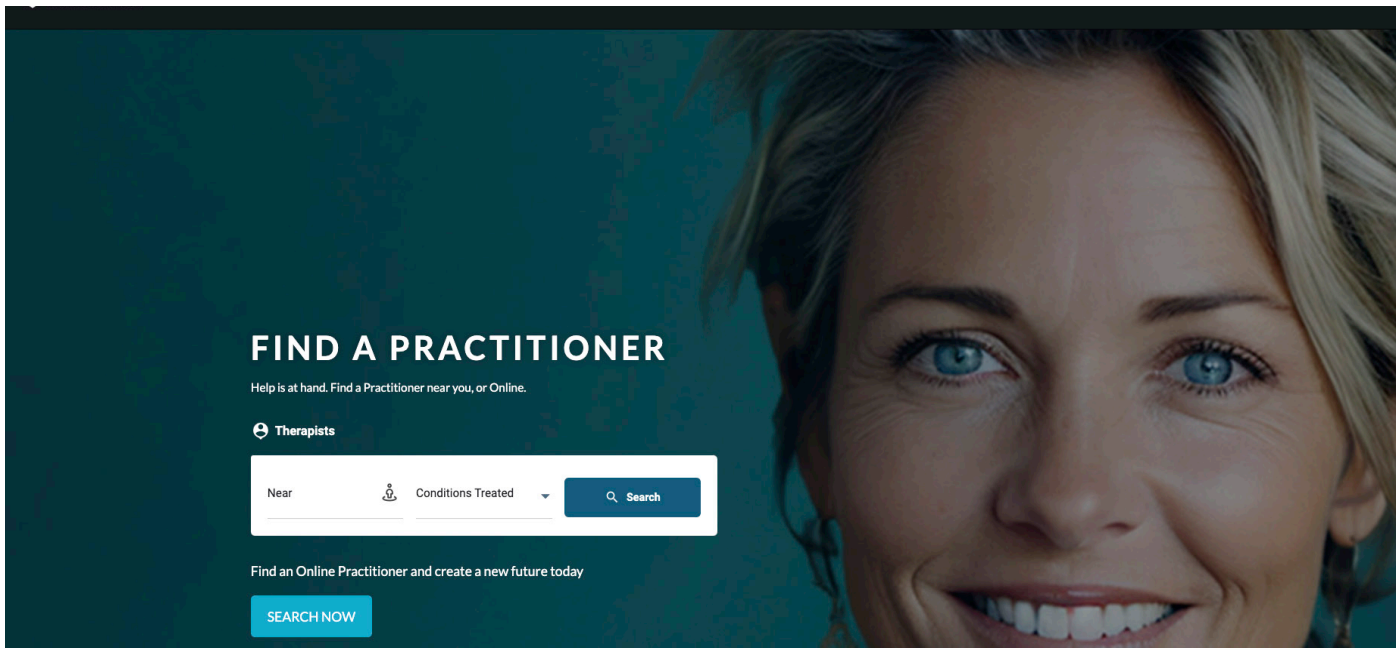 FIND A PRACTITIONER
Help is at hand. Find a Practitioner near you, or Online.
Therapists
Near
Conditions Treated
Search
Find an Online Practitioner and create a new future today
SEARCH NOW